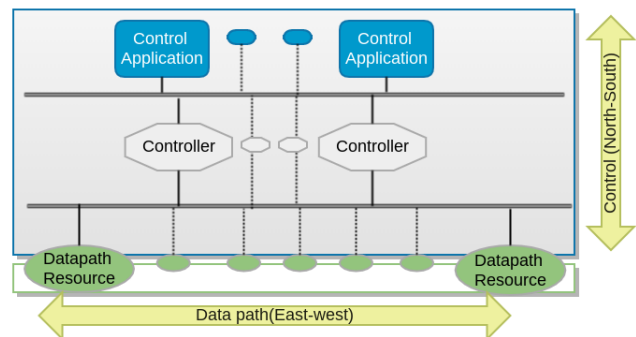 Control
Application
Control
Application
Controller
Controller
Control (North-South)
Datapath
Resource
Datapath
Resource
Data path(East-west)